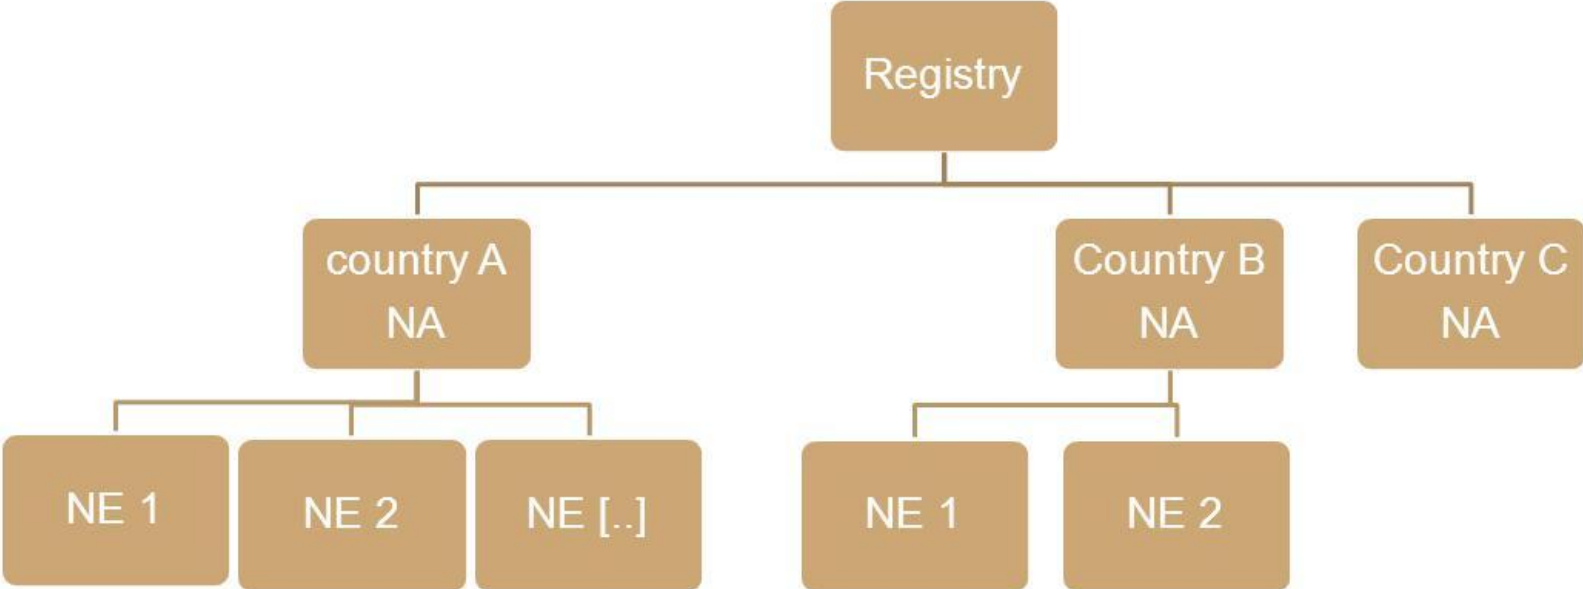 Registry
country A
NA
Country B
NA
Country C
NA
NE 1
NE 2
NE [..]
NE 1
NE 2